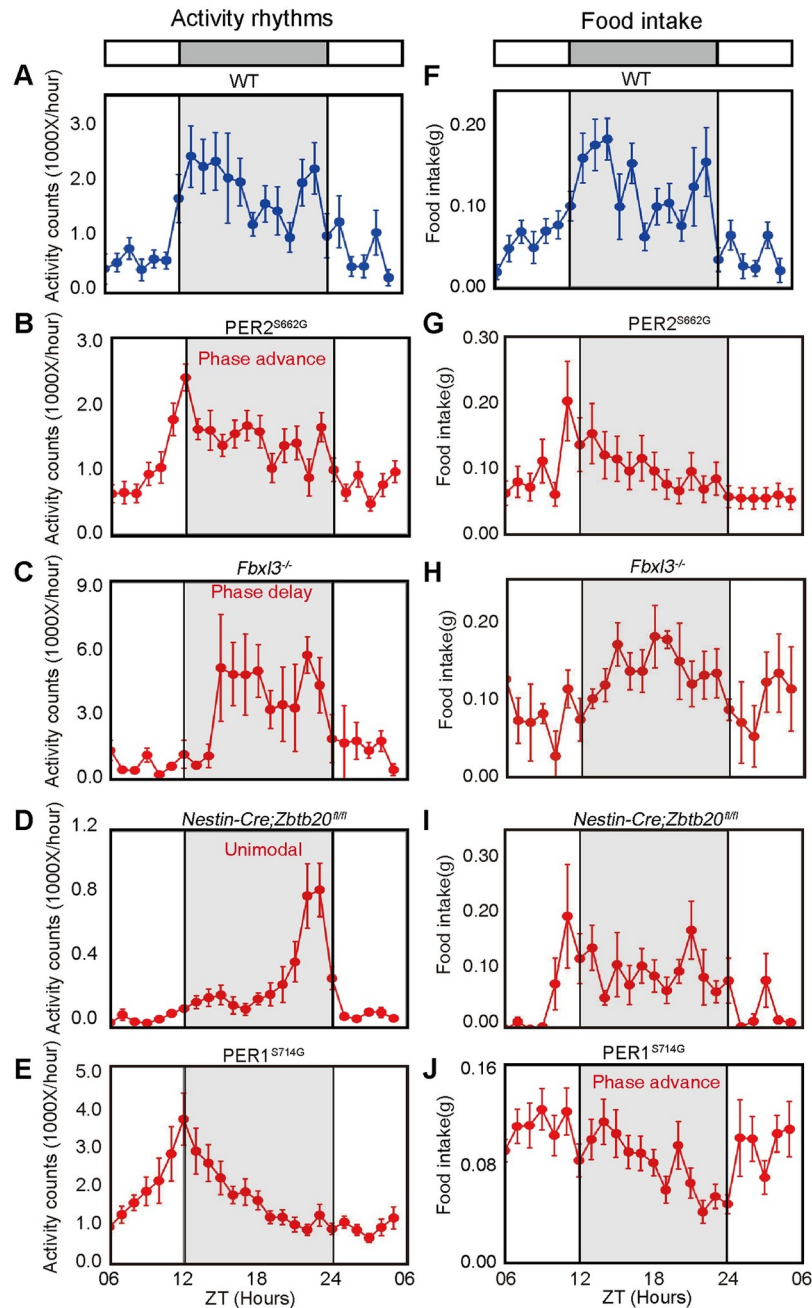 Activity rhythms
Food intake
A
WT
Activity counts (1000X/hour)
3.0
2.0
1.0
0.0
F
WT
Food intake(g)
0.20
0.10
0.00
B
PER2S662G
Phase advance
Activity counts (1000X/hour)
3.0
2.0
1.0
0.0
G
PER2S662G
Food intake(g)
0.30
0.20
0.10
0.00
C
Fbxl3-/-
Phase delay
Activity counts (1000X/hour)
9.0
6.0
3.0
0.0
H
Fbxl3-/-
Food intake(g)
0.20
0.10
0.00
D
Nestin-Cre;Zbtb20fl/fl
Unimodal
Activity counts (1000X/hour)
1.2
0.8
0.4
0.0
I
Nestin-Cre;Zbtb20fl/fl
Food intake(g)
0.30
0.20
0.10
0.00
E
PER1S714G
Activity counts (1000X/hour)
5.0
4.0
3.0
2.0
1.0
0.0
06 12 18 24 06
ZT (Hours)
J
PER1S714G
Phase advance
Food intake(g)
0.16
0.08
0.00
06 12 18 24 06
ZT (Hours)